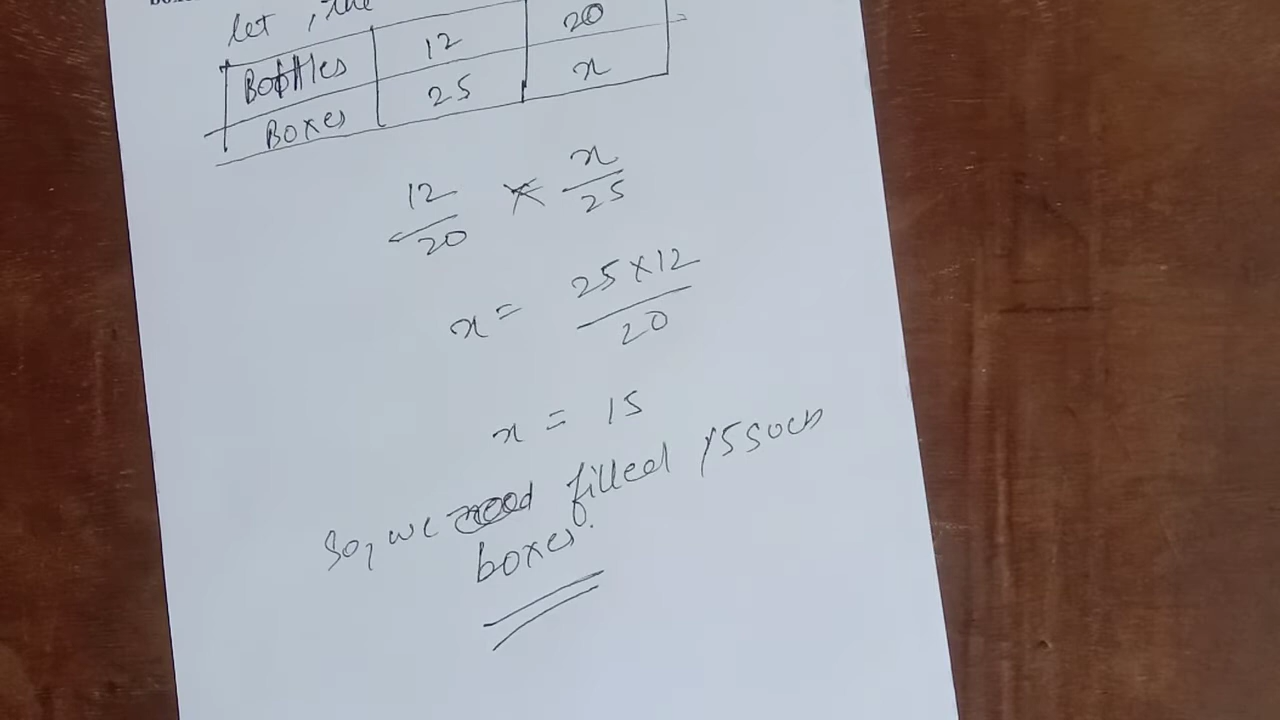 let, the
Bottles 12 20
Boxes 25 x
12/20 × x/25
x = 25×12/20
x = 15
So, we need filled 15 such
boxes.